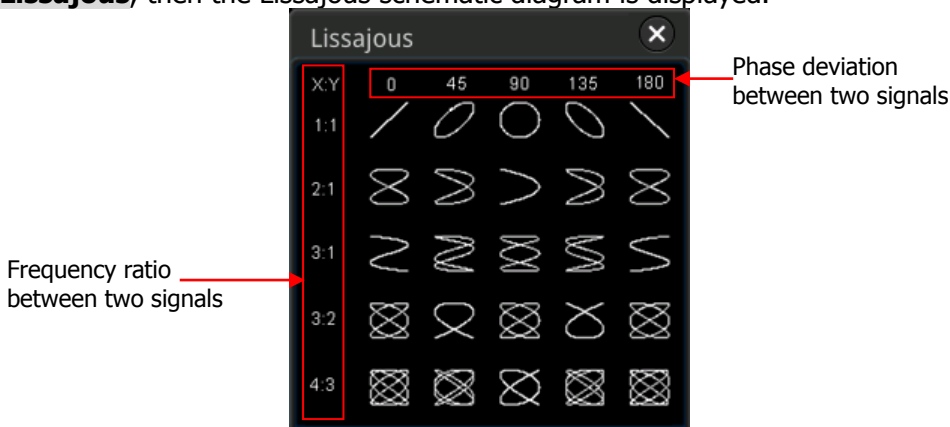 Lissajous, then the Lissajous schematic diagram is displayed.
Lissajous
X:Y 0 45 90 135 180
Phase deviation
between two signals
1:1
2:1
3:1
Frequency ratio
between two signals
3:2
4:3